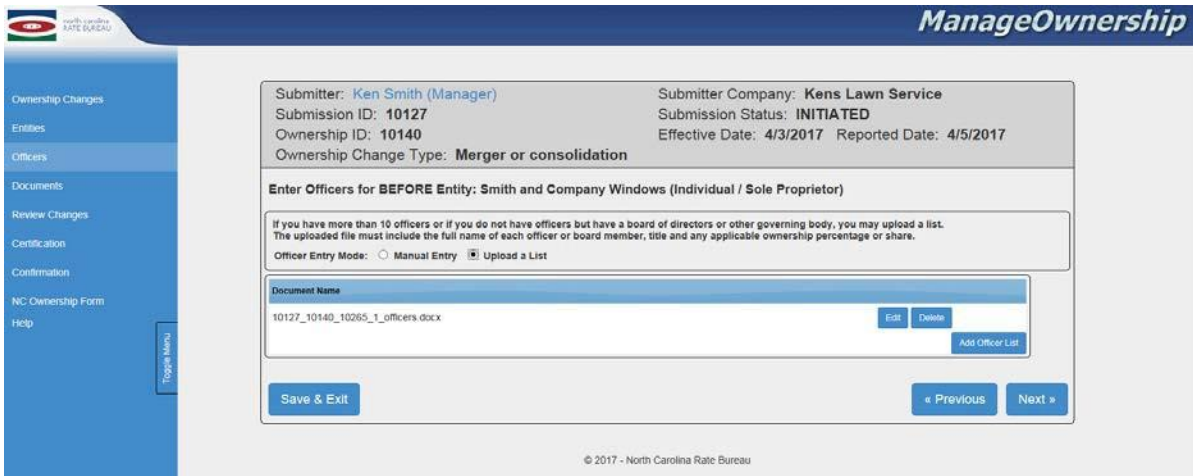 north carolina
RATE BUREAU
ManageOwnership
Ownership Changes
Entities
Officers
Documents
Review Changes
Certification
Confirmation
NC Ownership Form
Help
Toggle Menu
Submitter: Ken Smith (Manager) Submitter Company: Kens Lawn Service
Submission ID: 10127 Submission Status: INITIATED
Ownership ID: 10140 Effective Date: 4/3/2017 Reported Date: 4/5/2017
Ownership Change Type: Merger or consolidation
Enter Officers for BEFORE Entity: Smith and Company Windows (Individual / Sole Proprietor)
If you have more than 10 officers or if you do not have officers but have a board of directors or other governing body, you may upload a list.
The uploaded file must include the full name of each officer or board member, title and any applicable ownership percentage or share.
Officer Entry Mode: Manual Entry Upload a List
Document Name
10127_10140_10265_1_officers.docx Edit Delete
Add Officer List
Save & Exit « Previous Next »
© 2017 - North Carolina Rate Bureau